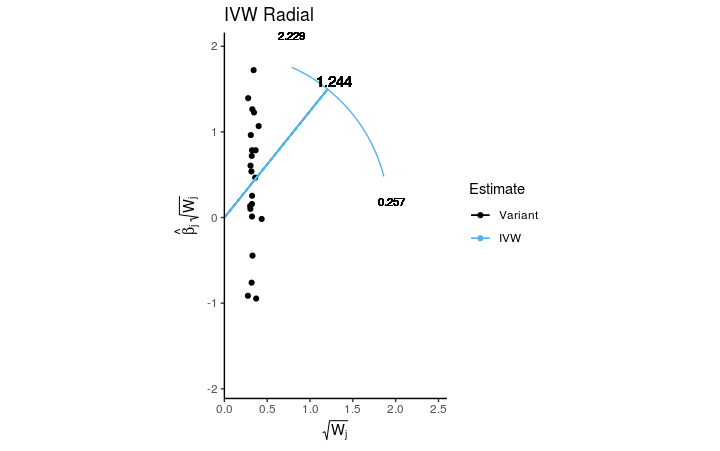 IVW Radial
2.229
1.244
0.257
2
1
0
-1
-2
β̂ⱼ√Wⱼ
0.0 0.5 1.0 1.5 2.0 2.5
√Wⱼ
Estimate
Variant
IVW